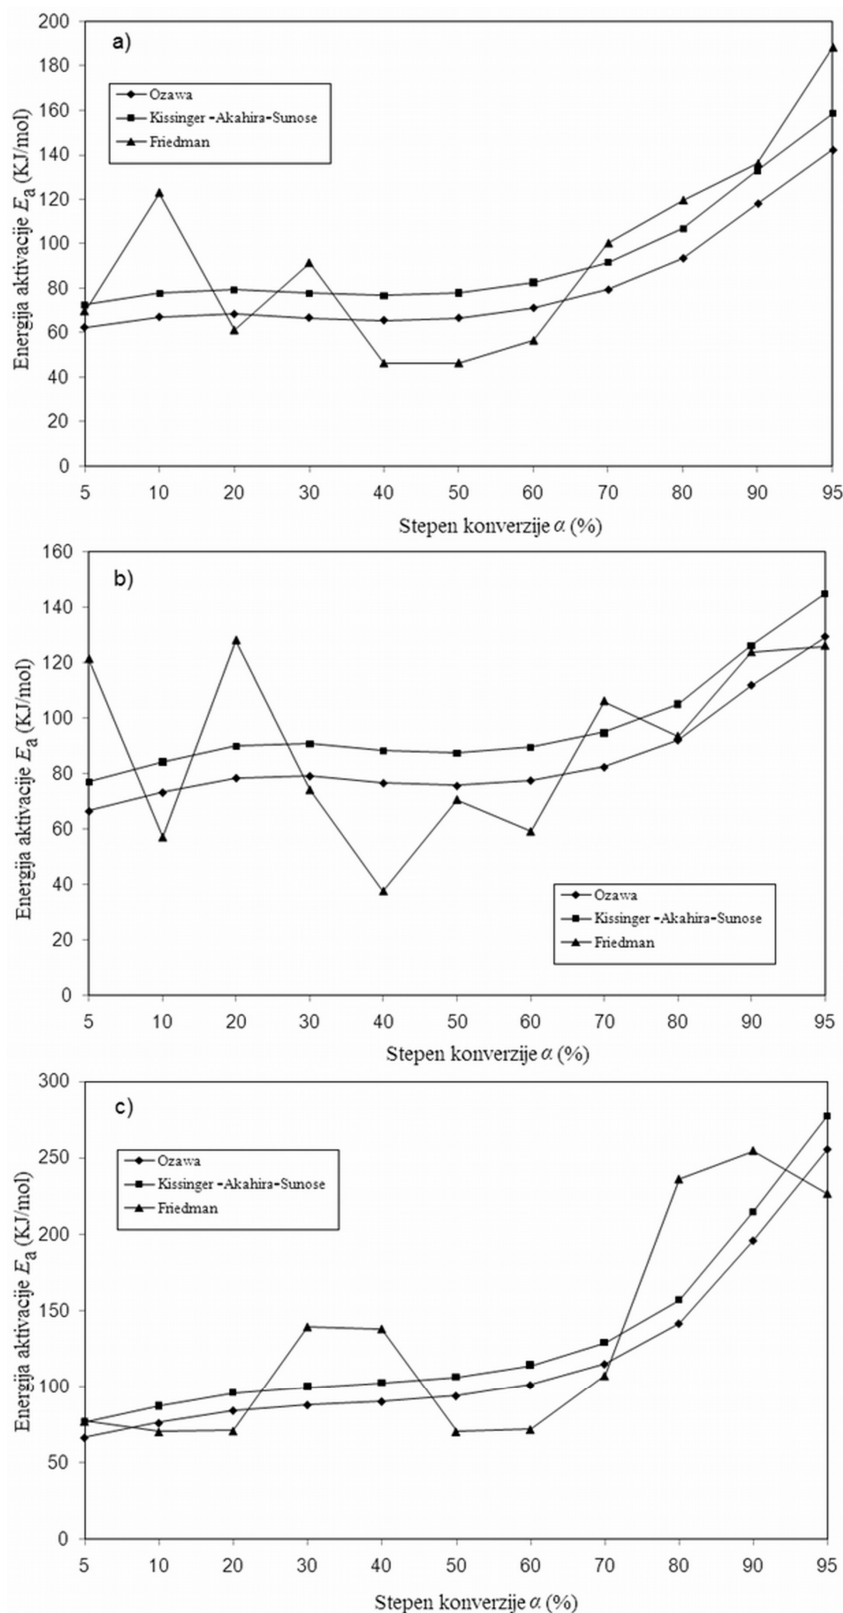 a)
200
180
160
140
120
100
80
60
40
20
0
Energija aktivacije Ea (KJ/mol)
Ozawa
Kissinger -Akahira-Sunose
Friedman
5 10 20 30 40 50 60 70 80 90 95
Stepen konverzije α (%)
b)
160
140
120
100
80
60
40
20
0
Energija aktivacije Ea (KJ/mol)
Ozawa
Kissinger -Akahira-Sunose
Friedman
5 10 20 30 40 50 60 70 80 90 95
Stepen konverzije α (%)
c)
300
250
200
150
100
50
0
Energija aktivacije Ea (KJ/mol)
Ozawa
Kissinger -Akahira-Sunose
Friedman
5 10 20 30 40 50 60 70 80 90 95
Stepen konverzije α (%)